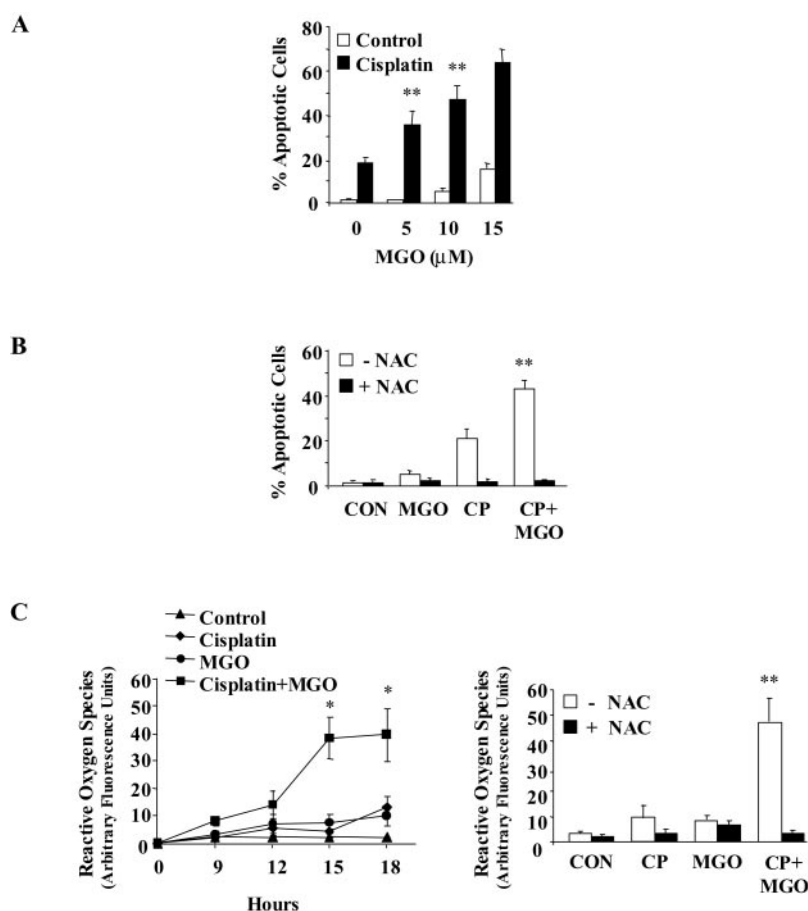 A
Control
Cisplatin
% Apoptotic Cells
80
60
40
20
0
** **
0 5 10 15
MGO (μM)
B
- NAC
+ NAC
% Apoptotic Cells
60
40
20
0
**
CON MGO CP CP+
MGO
C
Control
Cisplatin
MGO
Cisplatin+MGO
Reactive Oxygen Species
(Arbitrary Fluorescence Units)
60
50
40
30
20
10
0
* *
0 9 12 15 18
Hours
- NAC
+ NAC
Reactive Oxygen Species
(Arbitrary Fluorescence Units)
60
50
40
30
20
10
0
**
CON CP MGO CP+
MGO